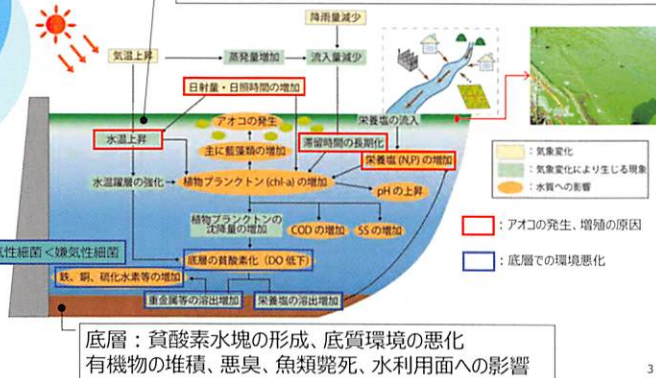 降雨量減少
気温上昇
蒸発量増加
流入量減少
日射量・日照時間の増加
アオコの発生
栄養塩の流入
水温上昇
滞留時間の長期化
主に藍藻類の増加
栄養塩(N,P)の増加
水温躍層の強化
植物プランクトン(chl-a)の増加
pHの上昇
植物プランクトンの
沈降量の増加
CODの増加
SSの増加
気性細菌<嫌気性細菌
底層の貧酸素化(DO低下)
鉄、銅、硫化水素等の増加
重金属等の溶出増加
栄養塩の溶出増加
:気象変化
:気象変化により生じる現象
:水質への影響
:アオコの発生、増殖の原因
:底層での環境悪化
底層:貧酸素水塊の形成、底質環境の悪化
有機物の堆積、悪臭、魚類斃死、水利用面への影響
3